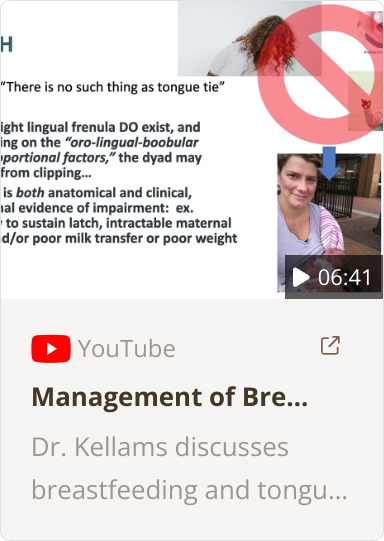 H
“There is no such thing as tongue tie”
ight lingual frenula DO exist, and
ing on the “oro-lingual-boobular
portional factors,” the dyad may
from clipping…
is both anatomical and clinical,
nal evidence of impairment: ex.
y to sustain latch, intractable maternal
d/or poor milk transfer or poor weight
06:41
YouTube
Management of Bre...
Dr. Kellams discusses
breastfeeding and tongu...